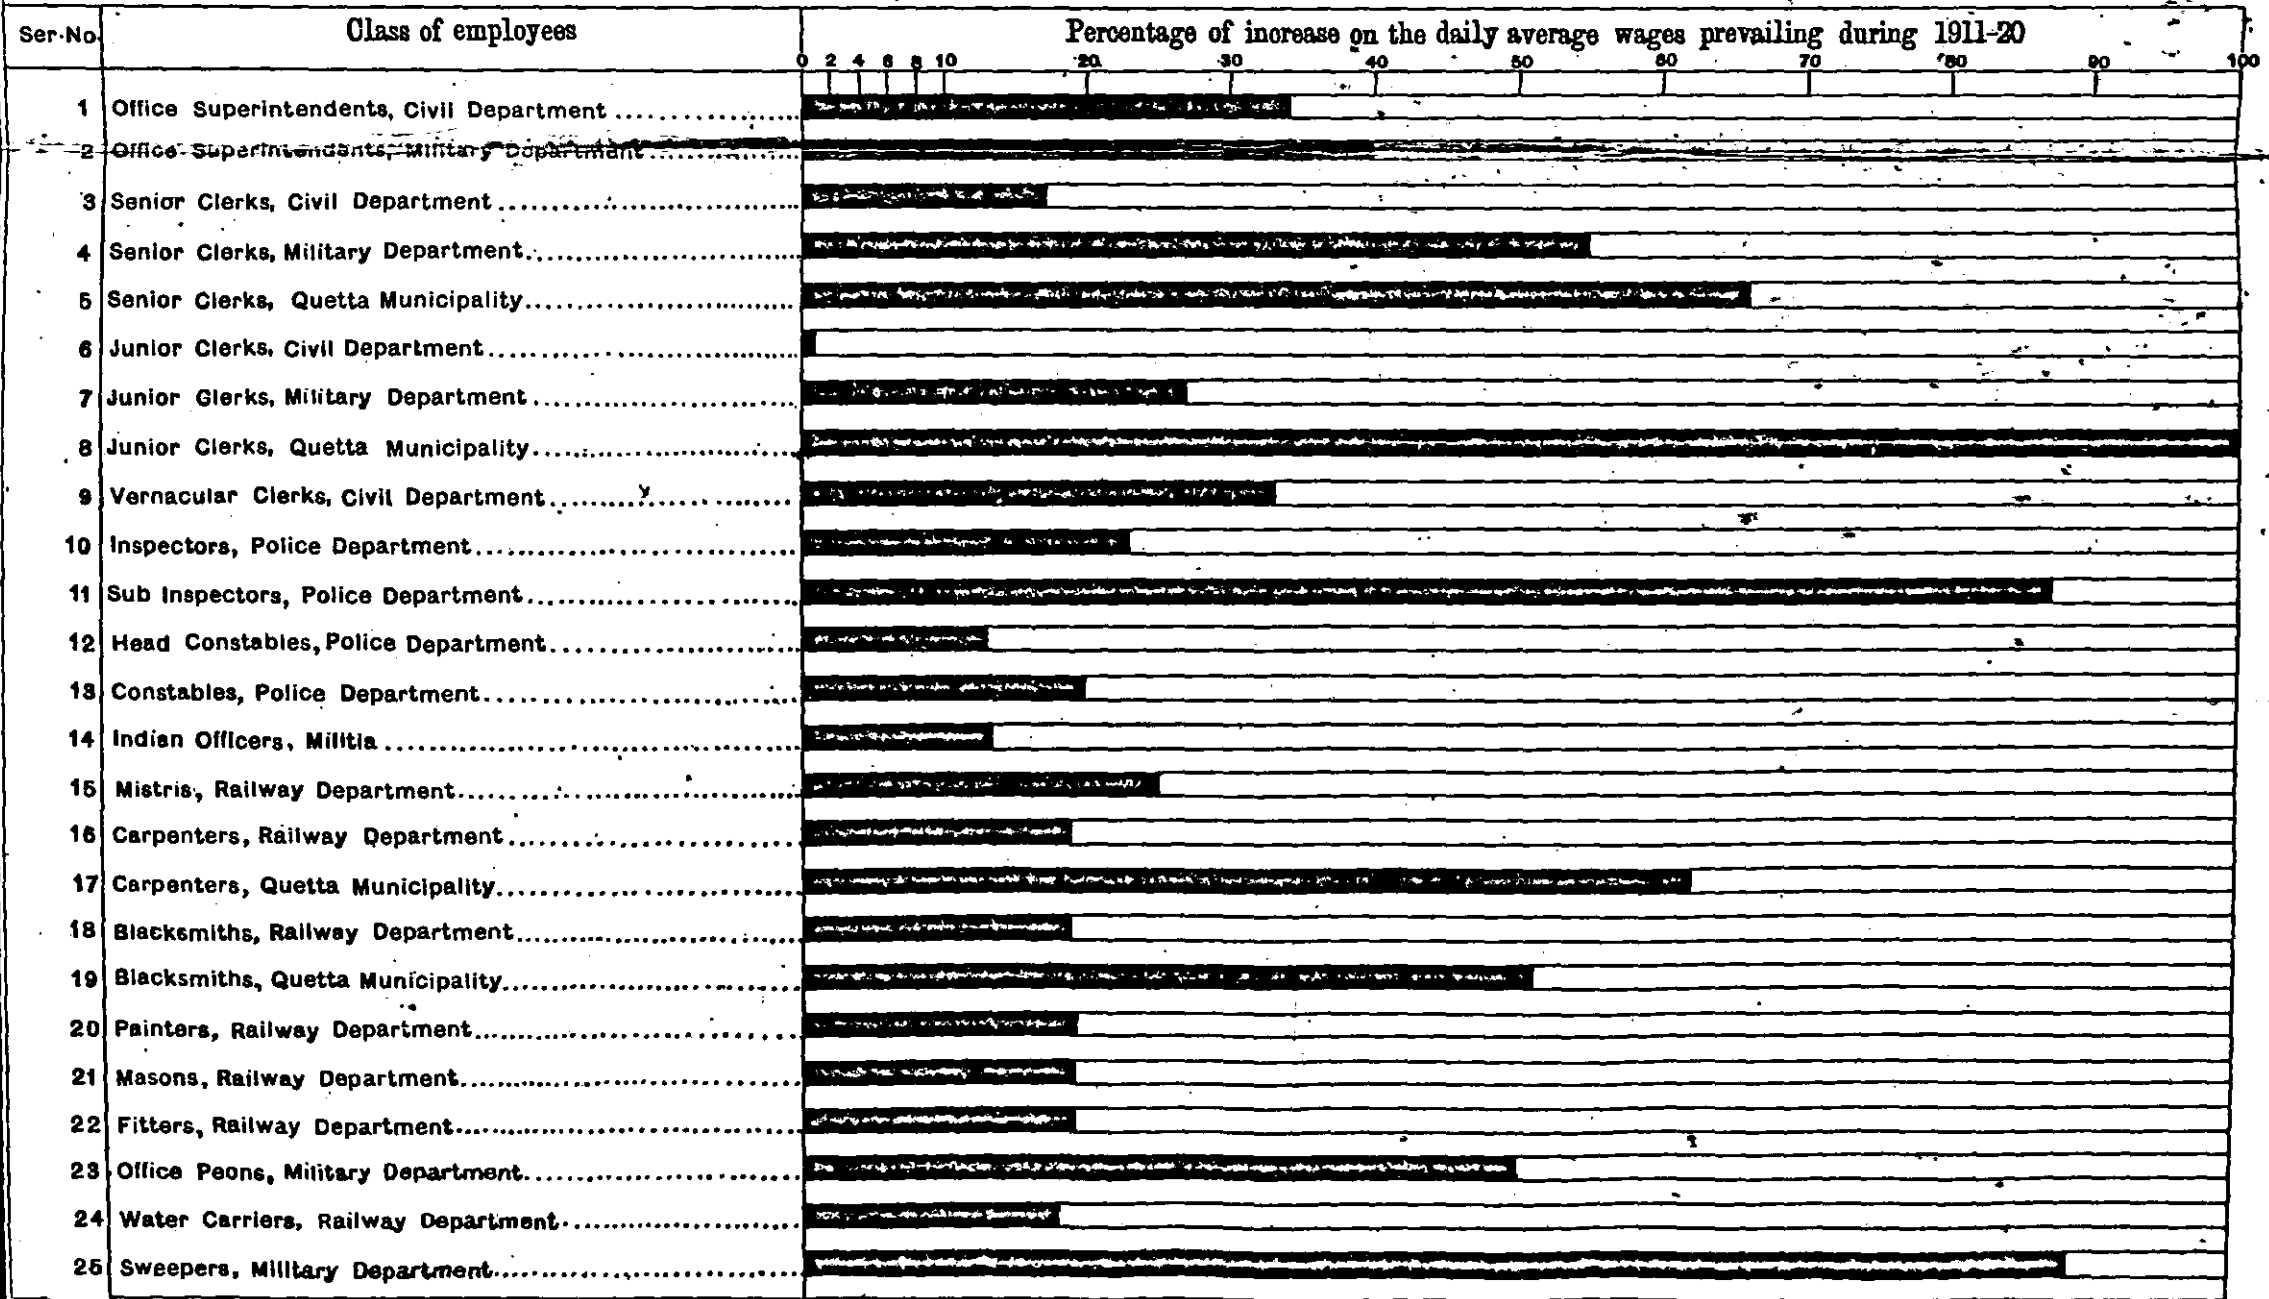 Ser·No. Class of employees Percentage of increase on the daily average wages prevailing during 1911-20
0 2 4 6 8 10 20 30 40 50 60 70 80 90 100
1 Office Superintendents, Civil Department
2 Office Superintendants, Military Department
3 Senior Clerks, Civil Department
4 Senior Clerks, Military Department
5 Senior Clerks, Quetta Municipality
6 Junior Clerks, Civil Department
7 Junior Clerks, Military Department
8 Junior Clerks, Quetta Municipality
9 Vernacular Clerks, Civil Department
10 Inspectors, Police Department
11 Sub Inspectors, Police Department
12 Head Constables, Police Department
13 Constables, Police Department
14 Indian Officers, Militia
15 Mistris, Railway Department
16 Carpenters, Railway Department
17 Carpenters, Quetta Municipality
18 Blacksmiths, Railway Department
19 Blacksmiths, Quetta Municipality
20 Painters, Railway Department
21 Masons, Railway Department
22 Fitters, Railway Department
23 Office Peons, Military Department
24 Water Carriers, Railway Department
25 Sweepers, Military Department